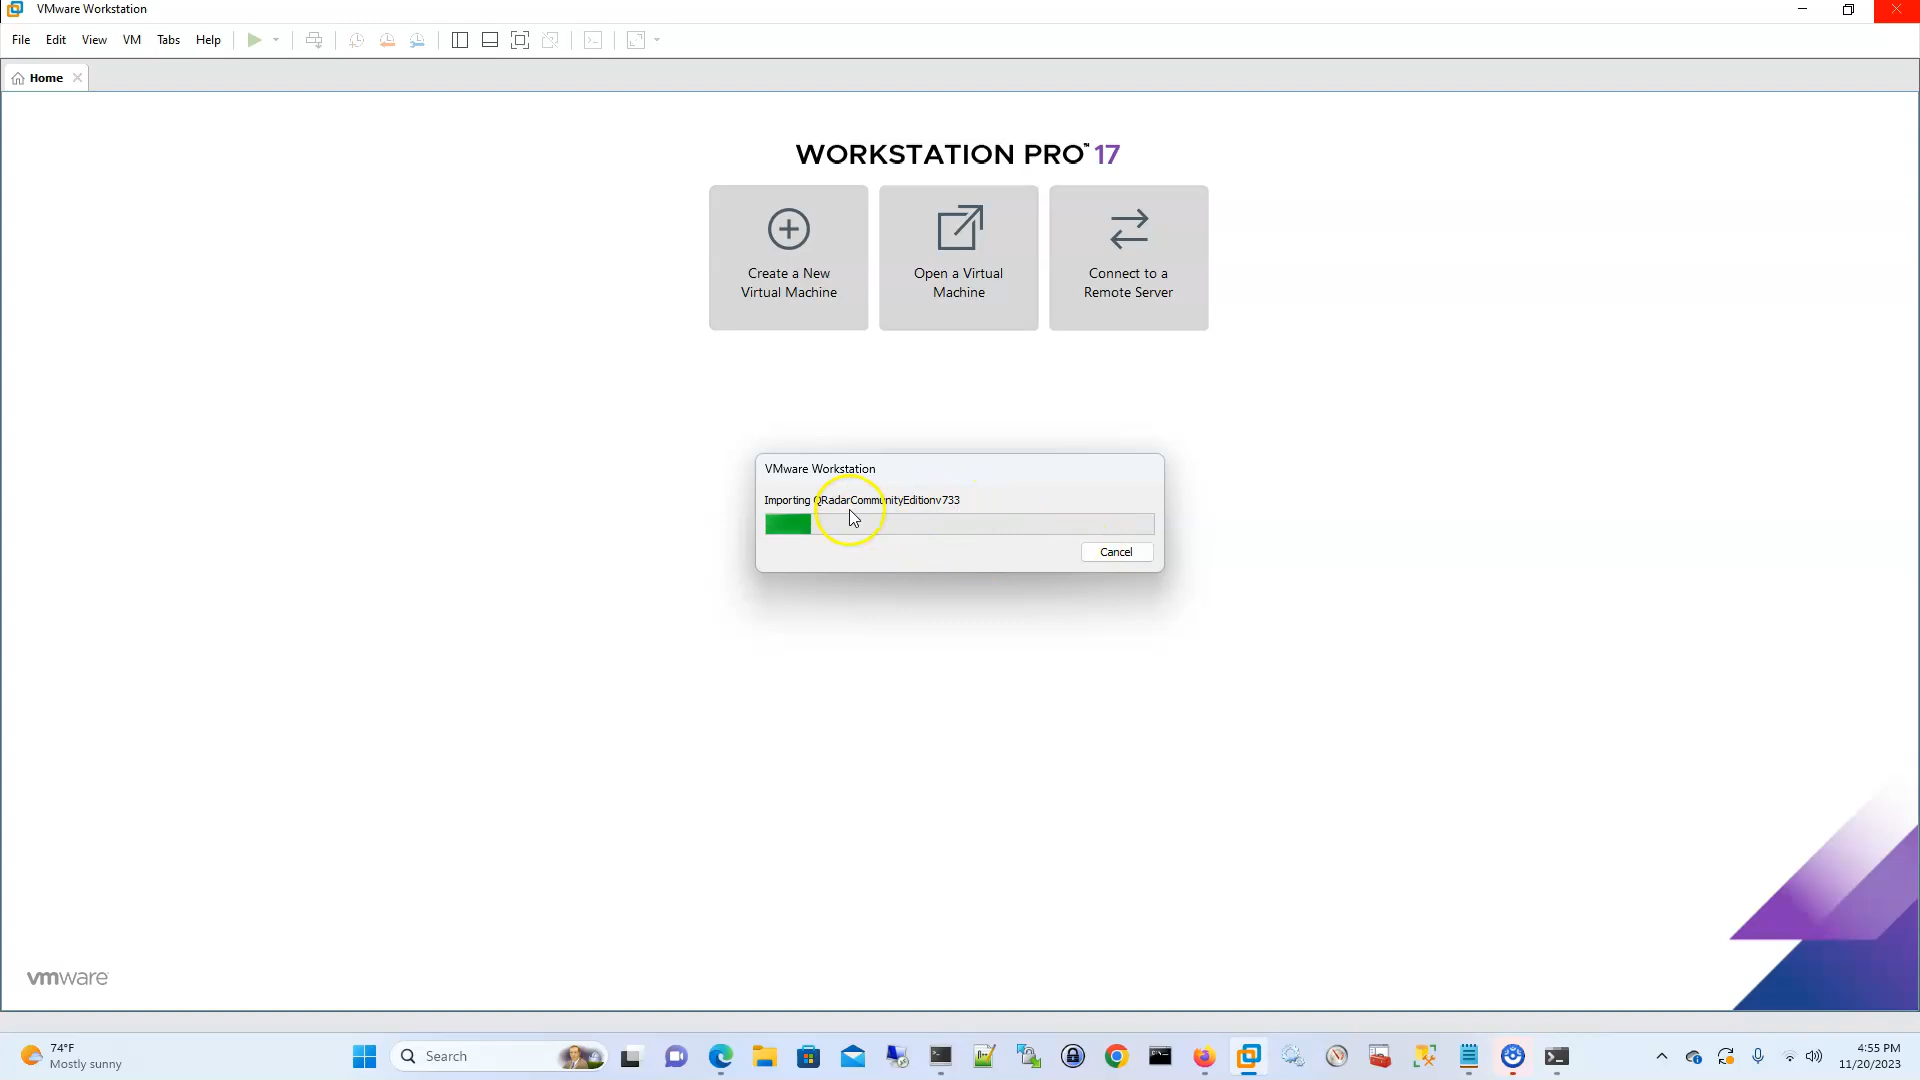 VMware Workstation
File Edit View VM Tabs Help
Home
WORKSTATION PRO™ 17
Create a New
Virtual Machine
Open a Virtual
Machine
Connect to a
Remote Server
VMware Workstation
Importing QRadarCommunityEditionv733
Cancel
vmware
74°F
Mostly sunny
Search
4:55 PM
11/20/2023